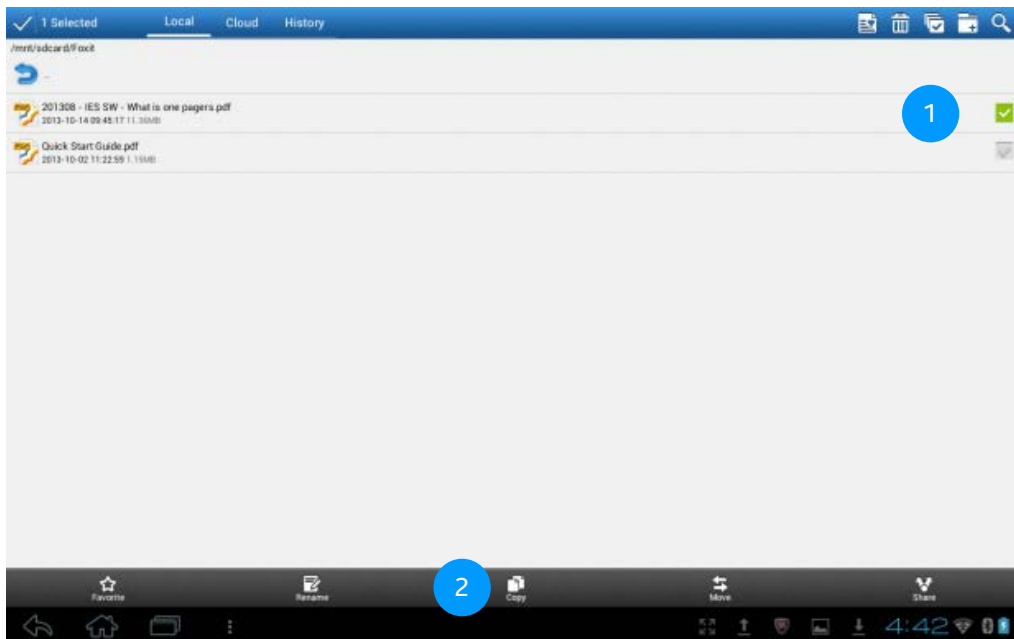 1 Selected Local Cloud History
/mnt/sdcard/Foxit
..
201308 - IES SW - What is one pagers.pdf
2013-10-14 09:45:17 11.36MB
1
Quick Start Guide.pdf
2013-10-02 11:22:59 1.16MB
Favorite Rename 2 Copy Move Share
4:42